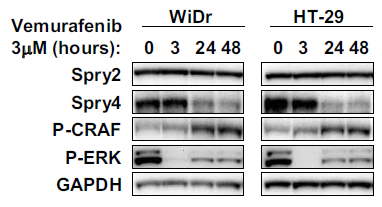 Vemurafenib WiDr HT-29
3µM (hours): 0 3 24 48 0 3 24 48
Spry2
Spry4
P-CRAF
P-ERK
GAPDH